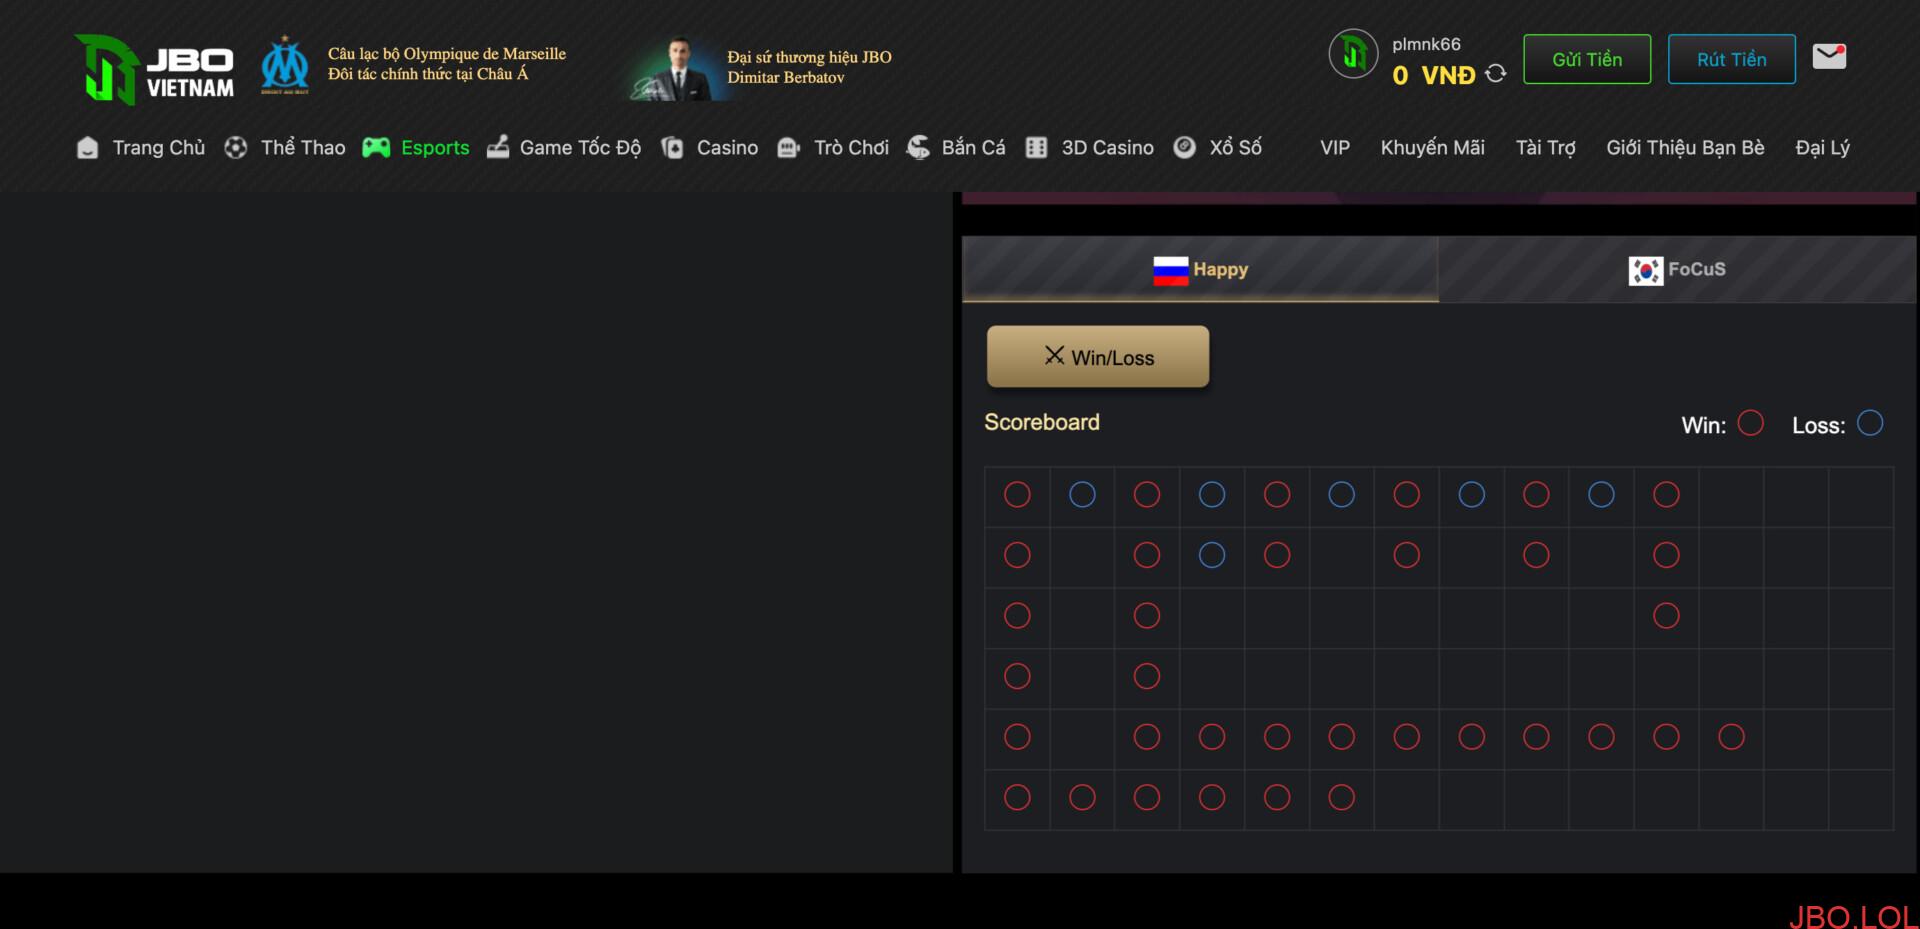 JBO
VIETNAM
Câu lạc bộ Olympique de Marseille
Đối tác chính thức tại Châu Á
Đại sứ thương hiệu JBO
Dimitar Berbatov
plmnk66
0 VNĐ
Gửi Tiền
Rút Tiền
Trang Chủ
Thể Thao
Esports
Game Tốc Độ
Casino
Trò Chơi
Bắn Cá
3D Casino
Xổ Số
VIP
Khuyến Mãi
Tài Trợ
Giới Thiệu Bạn Bè
Đại Lý
Happy
FoCuS
Win/Loss
Scoreboard
Win:
Loss:
JBO.LOL